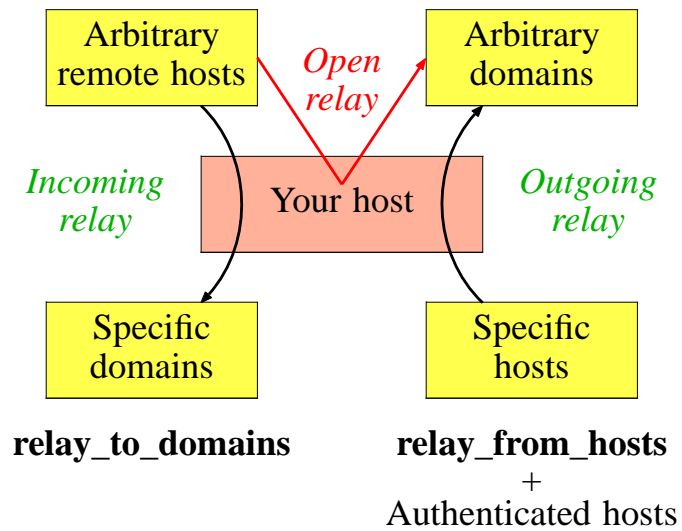 Arbitrary
remote hosts
Open
relay
Arbitrary
domains
Incoming
relay
Your host
Outgoing
relay
Specific
domains
Specific
hosts
relay_to_domains
relay_from_hosts
+
Authenticated hosts